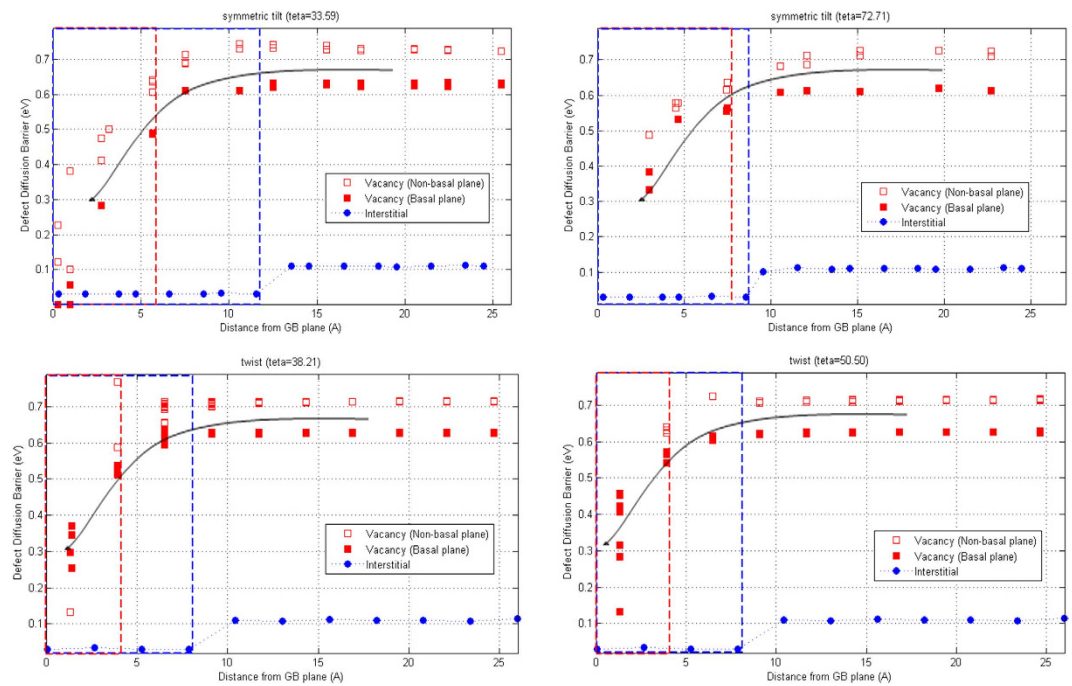 symmetric tilt (teta=33.59)
0.7
0.6
0.5
0.4
0.3
0.2
0.1
Defect Diffusion Barrier (eV)
Vacancy (Non-basal plane)
Vacancy (Basal plane)
Interstitial
0 5 10 15 20 25
Distance from GB plane (A)
symmetric tilt (teta=72.71)
0.7
0.6
0.5
0.4
0.3
0.2
0.1
Defect Diffusion Barrier (eV)
Vacancy (Non-basal plane)
Vacancy (Basal plane)
Interstitial
0 5 10 15 20 25
Distance from GB plane (A)
twist (teta=38.21)
0.7
0.6
0.5
0.4
0.3
0.2
0.1
Defect Diffusion Barrier (eV)
Vacancy (Non-basal plane)
Vacancy (Basal plane)
Interstitial
0 5 10 15 20 25
Distance from GB plane (A)
twist (teta=50.50)
0.7
0.6
0.5
0.4
0.3
0.2
0.1
Defect Diffusion Barrier (eV)
Vacancy (Non-basal plane)
Vacancy (Basal plane)
Interstitial
0 5 10 15 20 25
Distance from GB plane (A)